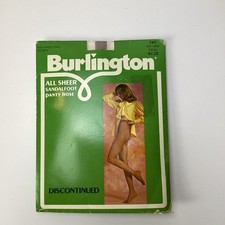 Burlington
ALL SHEER
SANDALFOOT
panty hose
DISCONTINUED